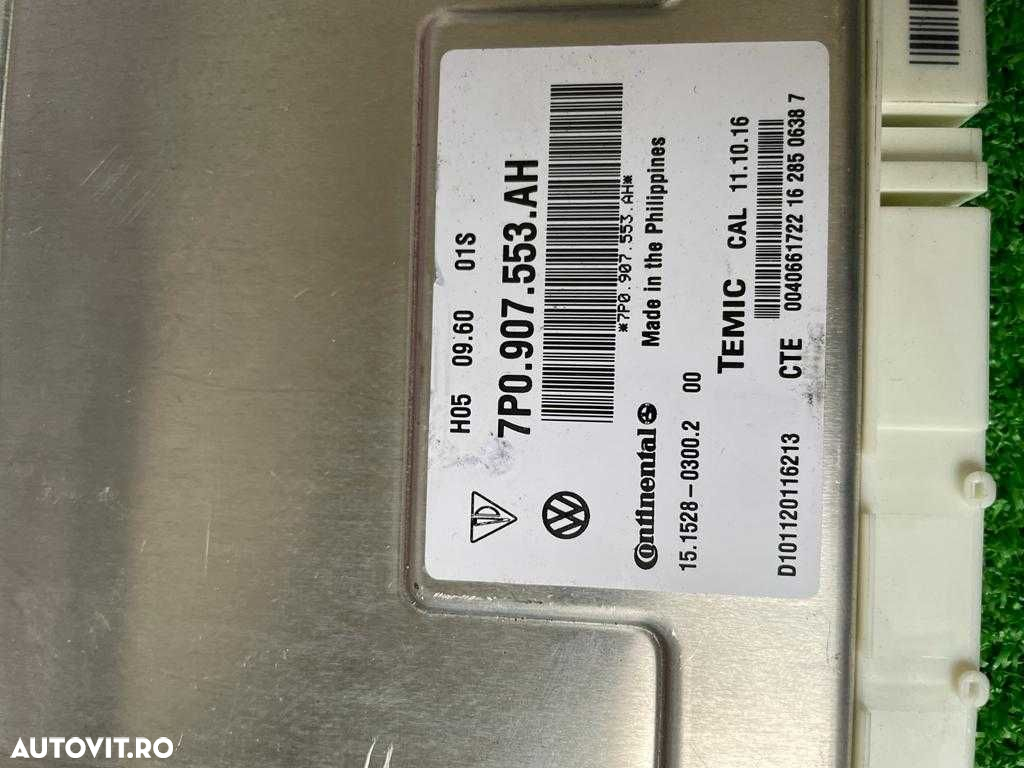 H05 09.60 01S
7P0.907.553.AH
*7P0.907.553.AH*
Continental
Made in the Philippines
15.1528-0300.2 00
TEMIC CAL 11.10.16
D101120116213 CTE 0040661722 16 285 0638 7
AUTOVIT.RO